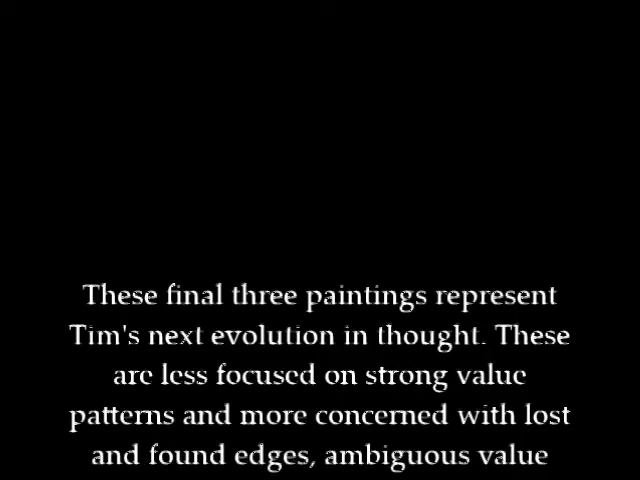 These final three paintings represent
Tim's next evolution in thought. These
are less focused on strong value
patterns and more concerned with lost
and found edges, ambiguous value